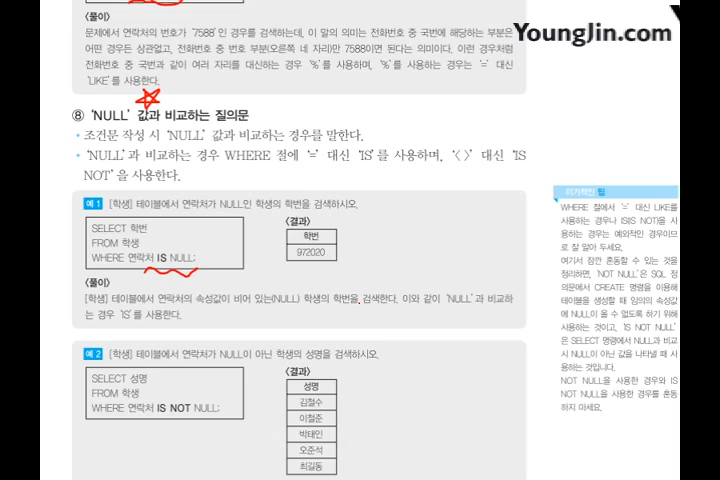 YoungJin.com
<풀이>
문제에서 연락처의 번호가 '7588'인 경우를 검색하는데, 이 말의 의미는 전화번호 중 국번에 해당하는 부분은
어떤 경우든 상관없고, 전화번호 중 번호 부분(오른쪽 네 자리)만 7588이면 된다는 의미이다. 이런 경우처럼
전화번호 중 국번과 같이 여러 자리를 대신하는 경우 '%'를 사용하며, '%'를 사용하는 경우는 '=' 대신
'LIKE'를 사용한다.
⑧ 'NULL' 값과 비교하는 질의문
• 조건문 작성 시 'NULL' 값과 비교하는 경우를 말한다.
• 'NULL'과 비교하는 경우 WHERE 절에 '=' 대신 'IS'를 사용하며, '< >' 대신 'IS
NOT'을 사용한다.
예 1 [학생] 테이블에서 연락처가 NULL인 학생의 학번을 검색하시오.
SELECT 학번
FROM 학생
WHERE 연락처 IS NULL;
<결과>
학번
972020
<풀이>
[학생] 테이블에서 연락처의 속성값이 비어 있는(NULL) 학생의 학번을 검색한다. 이와 같이 'NULL'과 비교하
는 경우 'IS'를 사용한다.
예 2 [학생] 테이블에서 연락처가 NULL이 아닌 학생의 성명을 검색하시오.
SELECT 성명
FROM 학생
WHERE 연락처 IS NOT NULL;
<결과>
성명
김철수
이철준
박태인
오준석
최길동
이기적인 팁
WHERE 절에서 '=' 대신 LIKE를
사용하는 경우나 IS(IS NOT)을 사
용하는 경우는 예외적인 경우이므
로 잘 알아 두세요.
여기서 잠깐 혼동할 수 있는 것을
정리하면, 'NOT NULL'은 SQL 정
의문에서 CREATE 명령을 이용해
테이블을 생성할 때 임의의 속성값
에 NULL이 올 수 없도록 하기 위해
사용하는 것이고, 'IS NOT NULL'
은 SELECT 명령에서 NULL과 비교
시 NULL이 아닌 값을 나타낼 때 사
용하는 것입니다.
NOT NULL을 사용한 경우와 IS
NOT NULL을 사용한 경우를 혼동
하지 마세요.